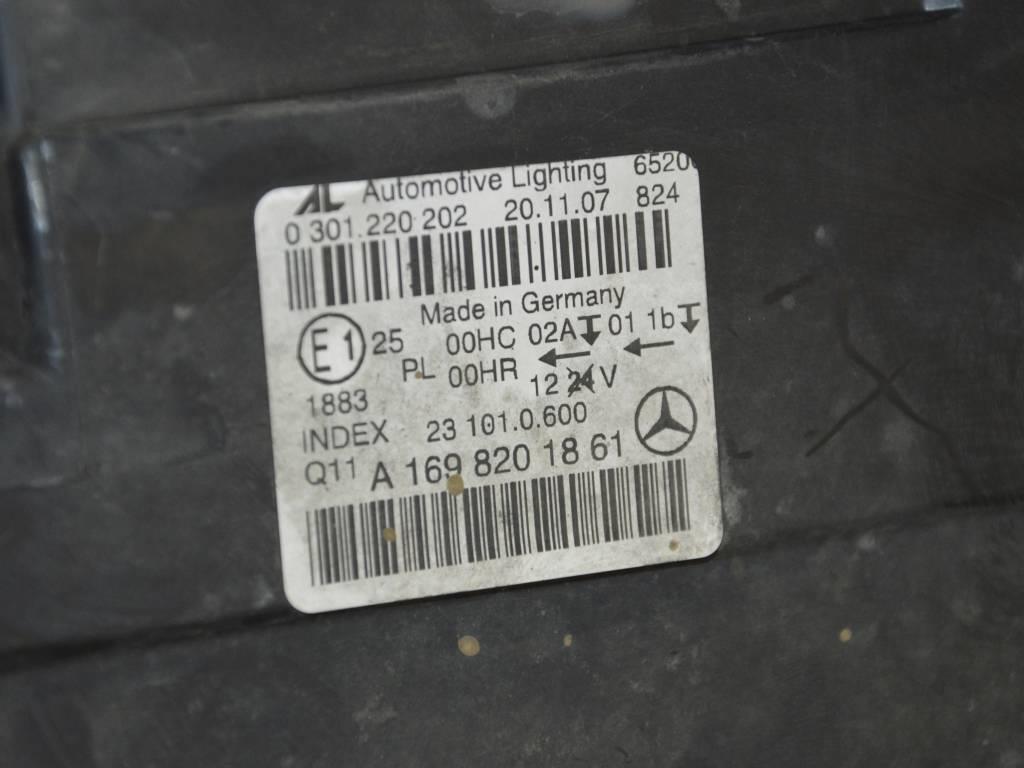 AL Automotive Lighting 6520
0 301.220 202 20.11.07 824
Made in Germany
E1 25 00HC 02A 01 1b
PL 00HR
1883 12 24 V
INDEX 23 101.0.600
Q11 A 169 820 18 61